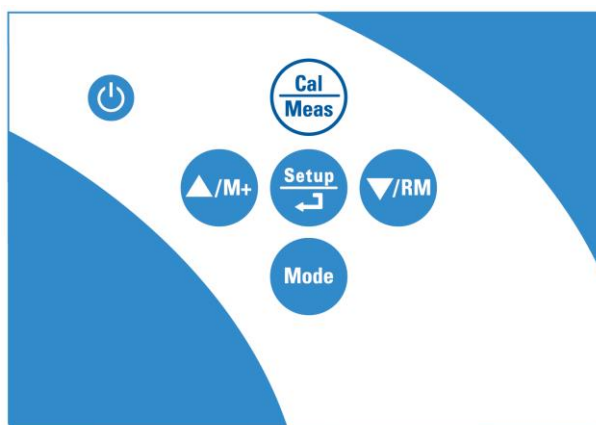 Cal
Meas
▲/M+
Setup
▼/RM
Mode